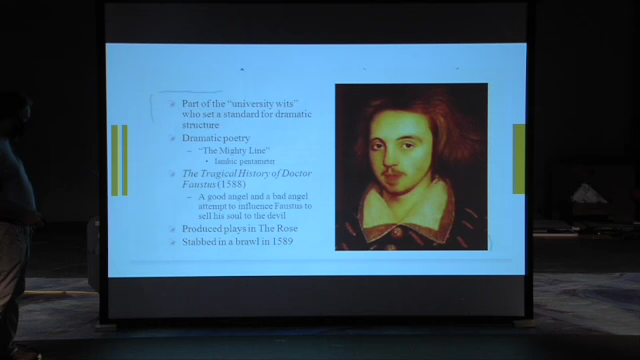 Part of the “university wits”
who set a standard for dramatic
structure
Dramatic poetry
– “The Mighty Line”
• Iambic pentameter
The Tragical History of Doctor
Faustus (1588)
– A good angel and a bad angel
attempt to influence Faustus to
sell his soul to the devil
Produced plays in The Rose
Stabbed in a brawl in 1589